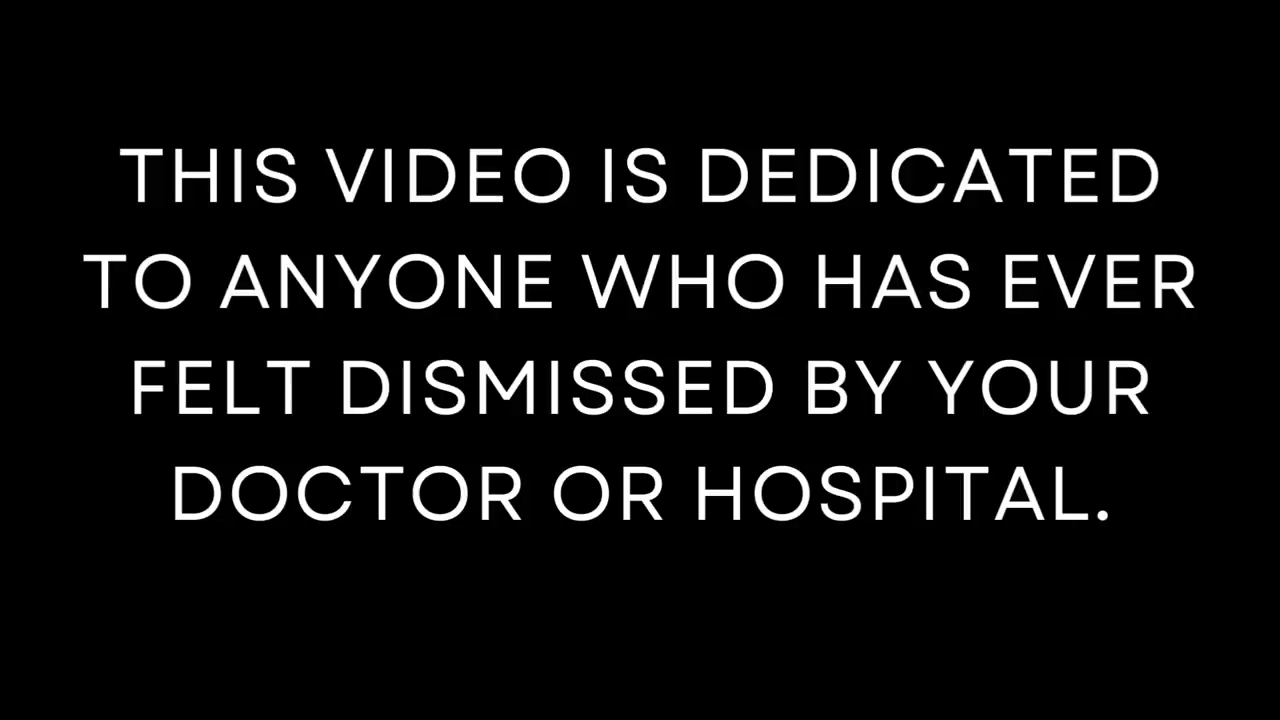 THIS VIDEO IS DEDICATED
TO ANYONE WHO HAS EVER
FELT DISMISSED BY YOUR
DOCTOR OR HOSPITAL.